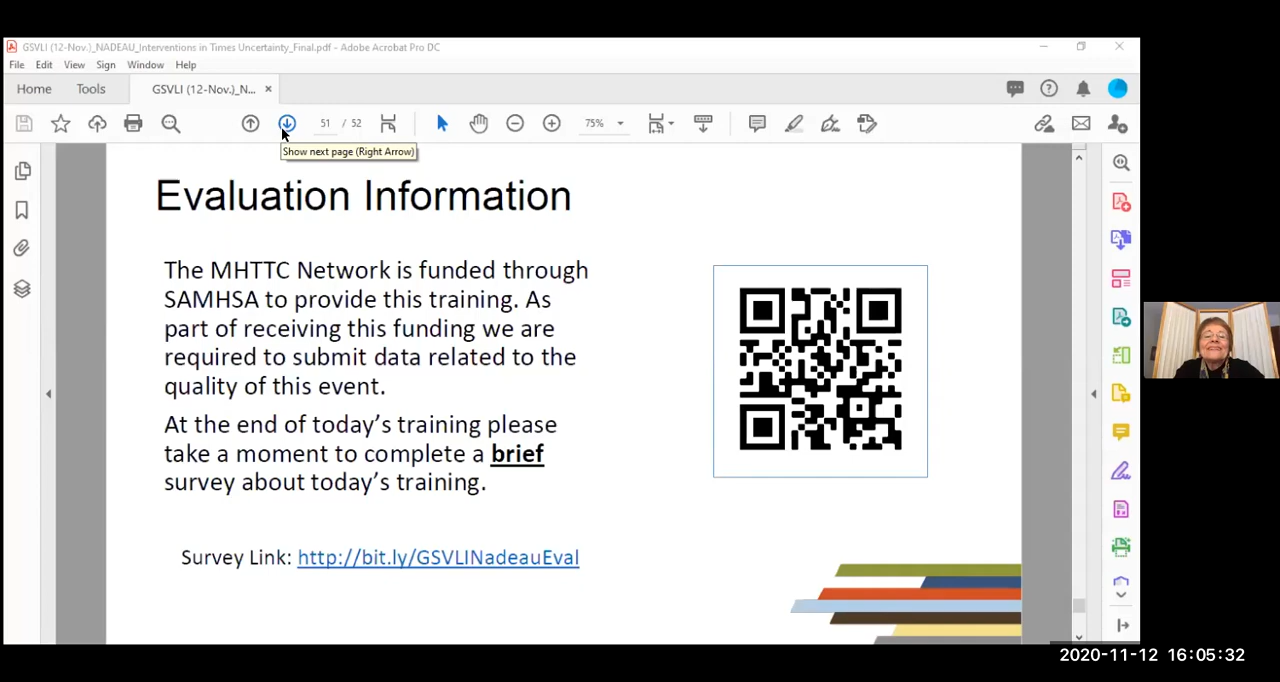 GSVLI (12-Nov.)_NADEAU_Interventions in Times Uncertainty_Final.pdf - Adobe Acrobat Pro DC
File Edit View Sign Window Help
Home Tools GSVLI (12-Nov.)_N... ×
51 / 52 75%
Show next page (Right Arrow)
Evaluation Information
The MHTTC Network is funded through
SAMHSA to provide this training. As
part of receiving this funding we are
required to submit data related to the
quality of this event.
At the end of today's training please
take a moment to complete a brief
survey about today's training.
Survey Link: http://bit.ly/GSVLINadeauEval
2020-11-12 16:05:32